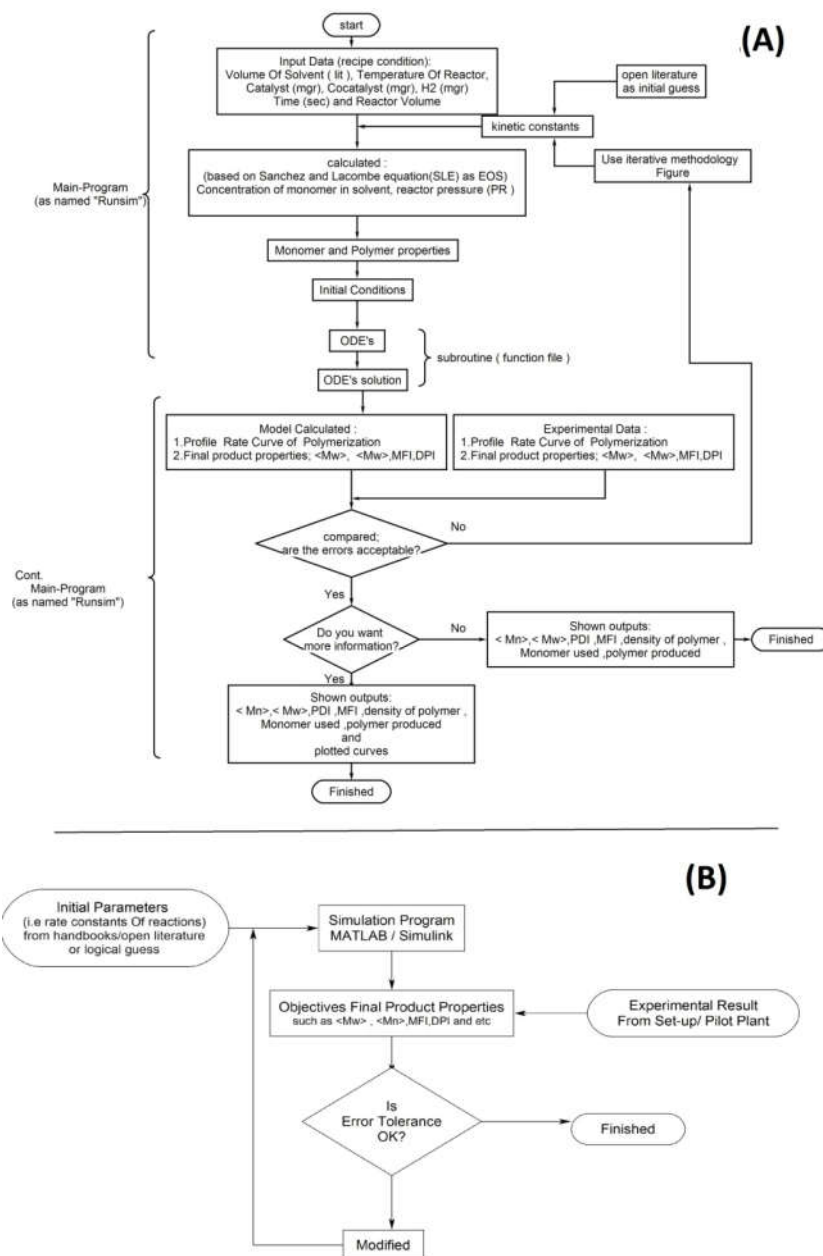 (A)
start
Input Data (recipe condition):
Volume Of Solvent ( lit ), Temperature Of Reactor,
Catalyst (mgr), Cocatalyst (mgr), H2 (mgr)
Time (sec) and Reactor Volume
open literature
as initial guess
kinetic constants
Use iterative methodology
Figure
Main-Program
(as named "Runsim")
calculated :
(based on Sanchez and Lacombe equation(SLE) as EOS)
Concentration of monomer in solvent, reactor pressure (PR )
Monomer and Polymer properties
Initial Conditions
ODE's
subroutine ( function file )
ODE's solution
Model Calculated :
1.Profile Rate Curve of Polymerization
2.Final product properties; <Mw>, <Mw>,MFI,DPI
Experimental Data :
1.Profile Rate Curve of Polymerization
2.Final product properties; <Mw>, <Mw>,MFI,DPI
compared;
are the errors acceptable?
No
Yes
Cont.
Main-Program
(as named "Runsim")
Do you want
more information?
No
Shown outputs:
< Mn>,< Mw>,PDI ,MFI ,density of polymer ,
Monomer used ,polymer produced
Finished
Yes
Shown outputs:
< Mn>,< Mw>,PDI ,MFI ,density of polymer ,
Monomer used ,polymer produced
and
plotted curves
Finished
(B)
Initial Parameters
(i.e rate constants Of reactions)
from handbooks/open literature
or logical guess
Simulation Program
MATLAB / Simulink
Objectives Final Product Properties
such as <Mw> , <Mn>,MFI,DPI and etc
Experimental Result
From Set-up/ Pilot Plant
Is
Error Tolerance
OK?
Finished
Modified